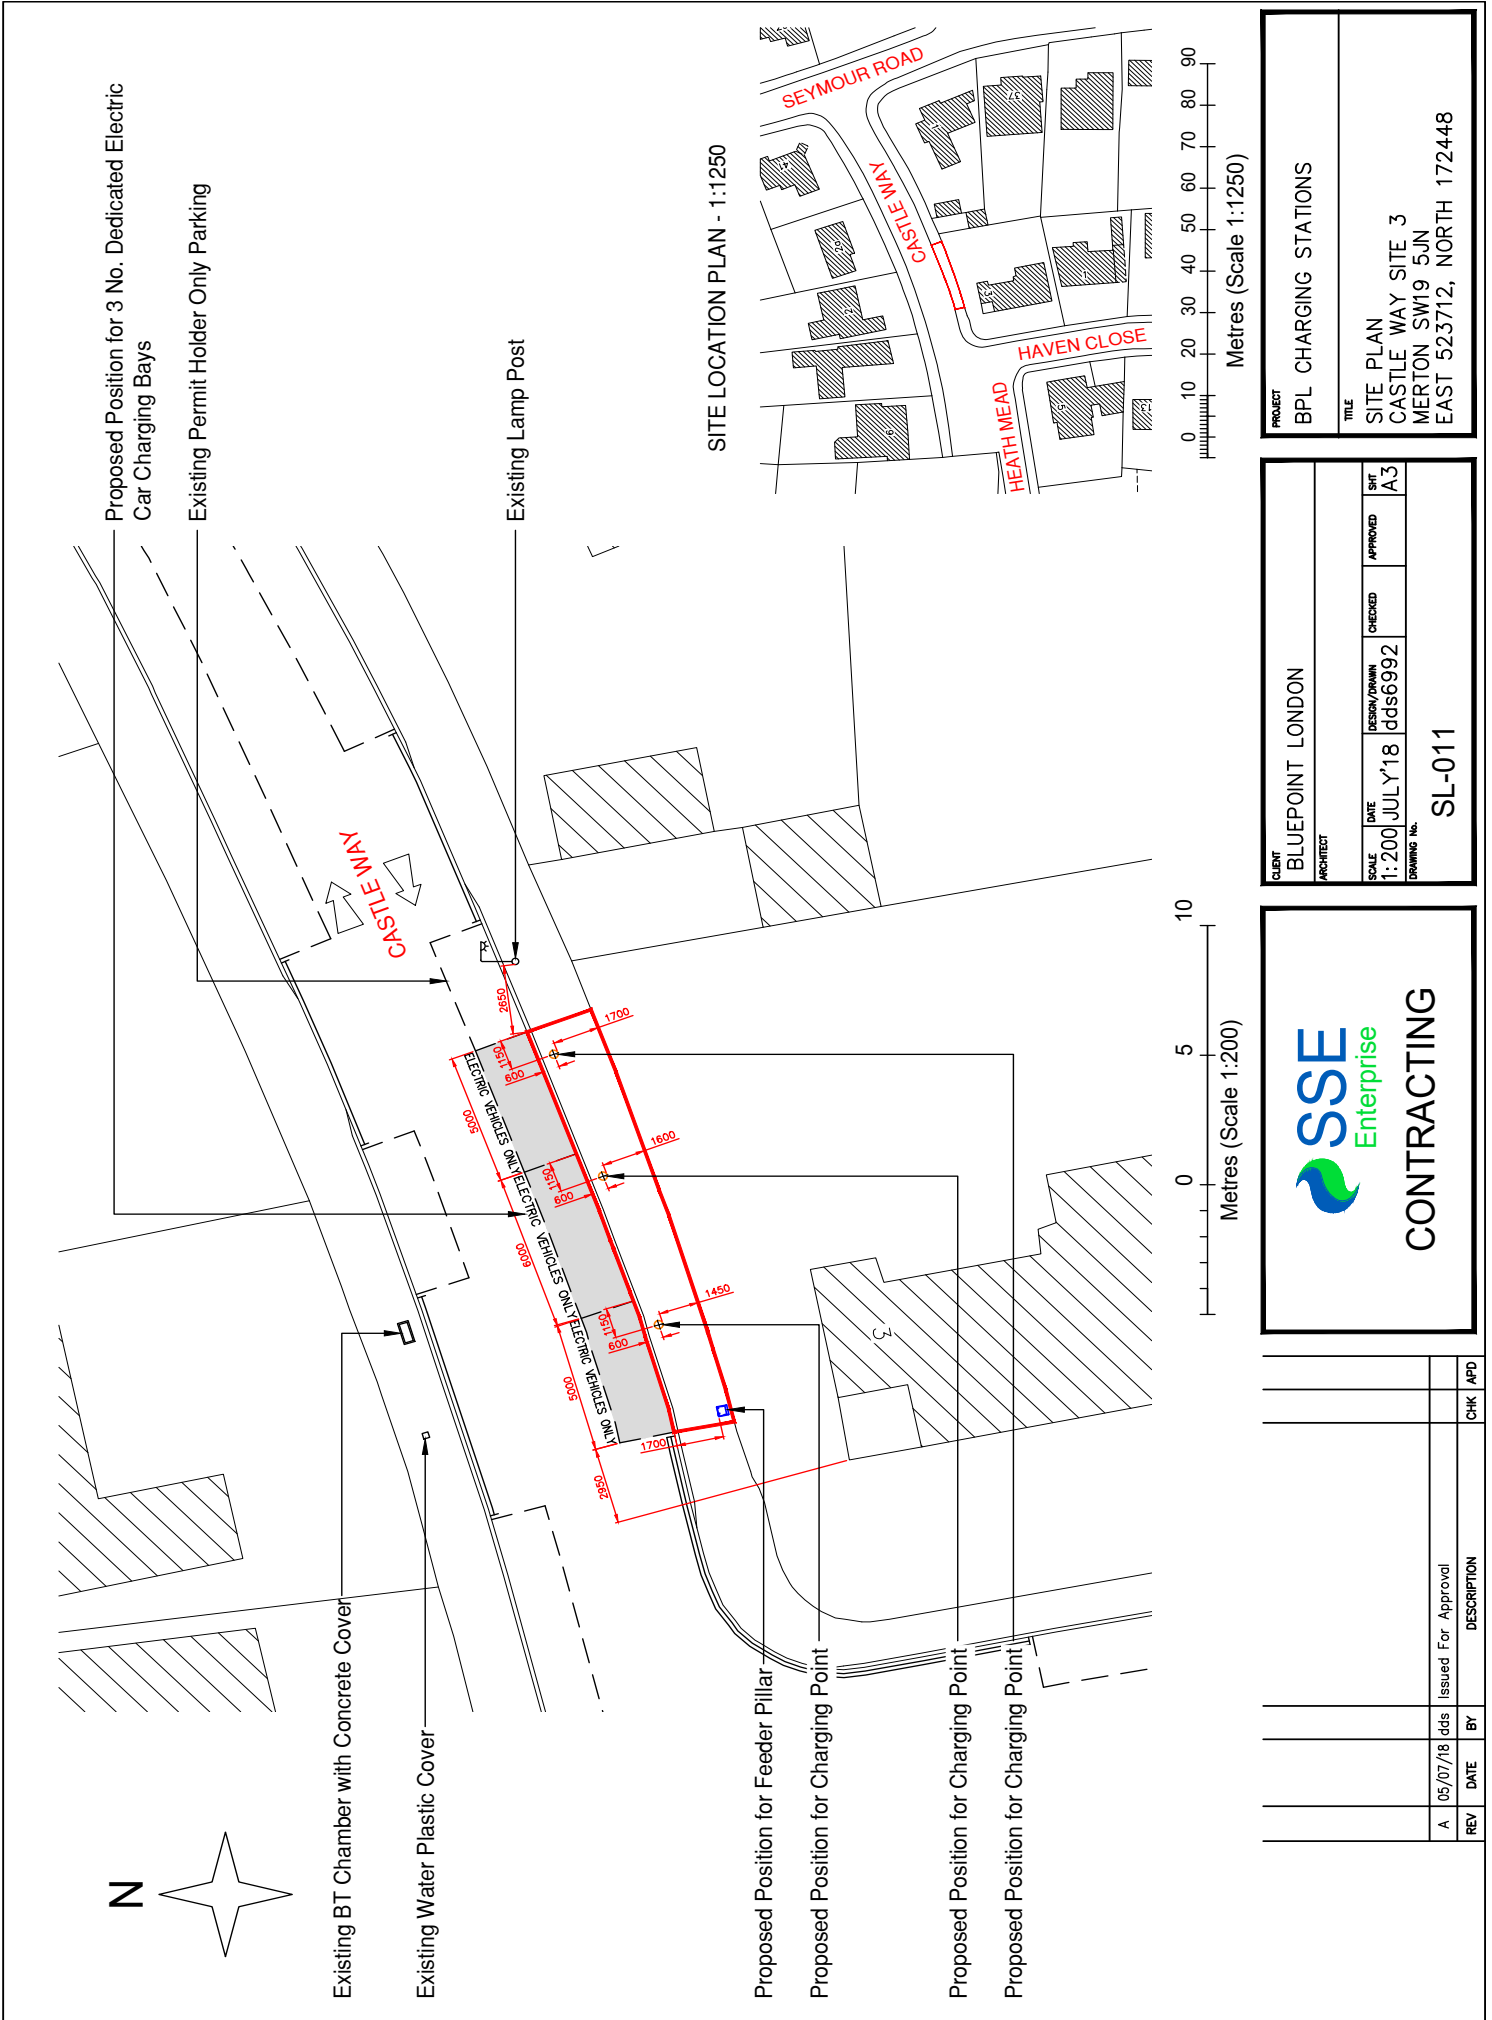 N
Existing BT Chamber with Concrete Cover
Existing Water Plastic Cover
Proposed Position for 3 No. Dedicated Electric
Car Charging Bays
Existing Permit Holder Only Parking
Existing Lamp Post
CASTLE WAY
ELECTRIC VEHICLES ONLY
ELECTRIC VEHICLES ONLY
ELECTRIC VEHICLES ONLY
2950
5000
6000
5000
2650
1700
600
1150
1450
600
1150
1600
600
1150
1700
3
Proposed Position for Feeder Pillar
Proposed Position for Charging Point
Proposed Position for Charging Point
Proposed Position for Charging Point
SITE LOCATION PLAN - 1:1250
SEYMOUR ROAD
CASTLE WAY
HAVEN CLOSE
HEATH MEAD
37
1
3
1
5
13
9
0 10 20 30 40 50 60 70 80 90
Metres (Scale 1:1250)
0 5 10
Metres (Scale 1:200)
REV DATE BY DESCRIPTION CHK APD
A 05/07/18 dds Issued For Approval
SSE
Enterprise
CONTRACTING
CLIENT
BLUEPOINT LONDON
ARCHITECT
SCALE
1:200
DATE
JULY'18
DESIGN/DRAWN
dds6992
CHECKED
APPROVED
SHT
A3
DRAWING No.
SL-011
PROJECT
BPL CHARGING STATIONS
TITLE
SITE PLAN
CASTLE WAY SITE 3
MERTON SW19 5JN
EAST 523712, NORTH 172448